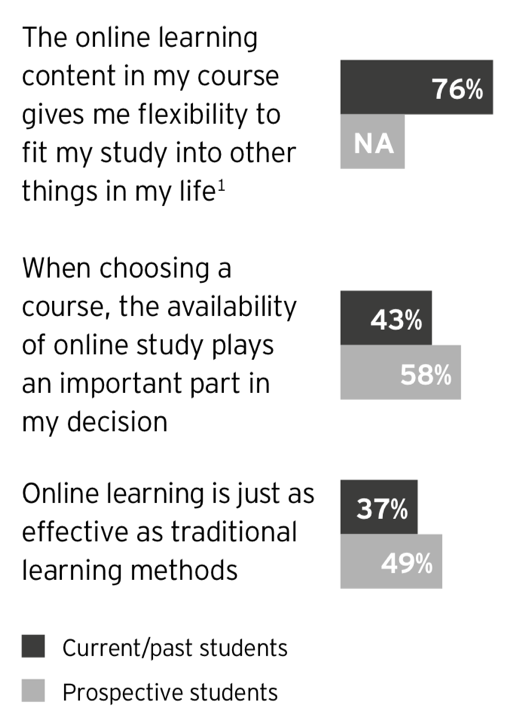 The online learning
content in my course
gives me flexibility to
fit my study into other
things in my life¹
76%
NA
When choosing a
course, the availability
of online study plays
an important part in
my decision
43%
58%
Online learning is just as
effective as traditional
learning methods
37%
49%
Current/past students
Prospective students